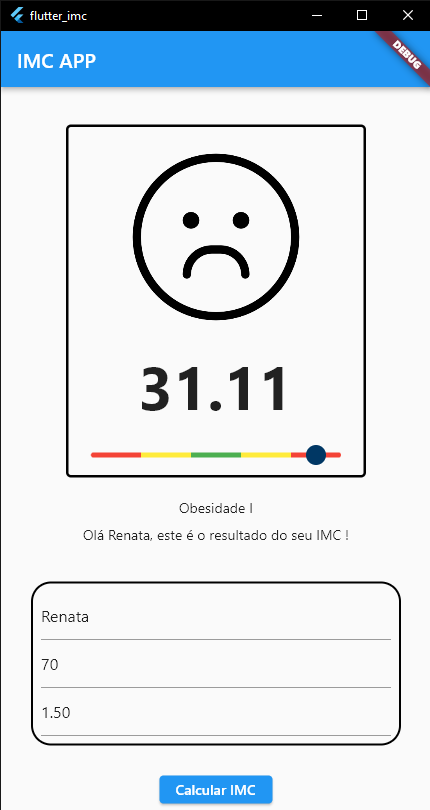 flutter_imc
IMC APP
DEBUG
31.11
Obesidade I
Olá Renata, este é o resultado do seu IMC !
Renata
70
1.50
Calcular IMC